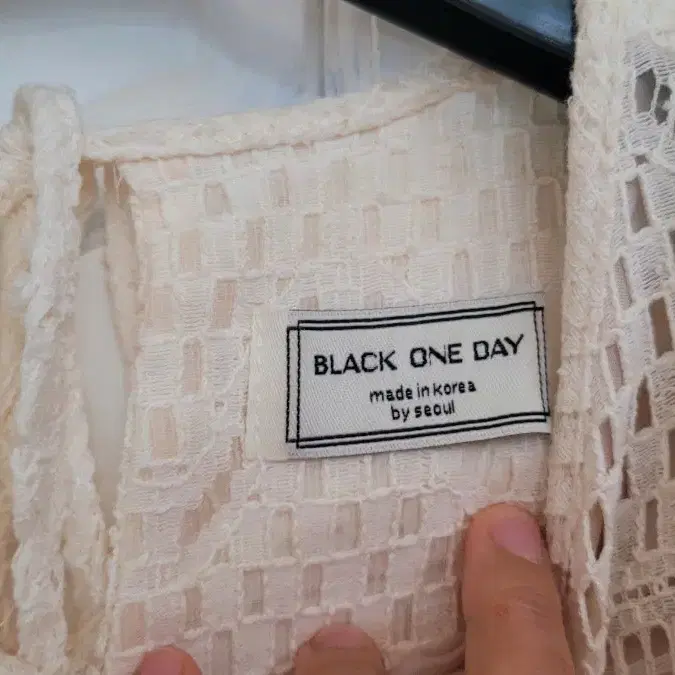 BLACK ONE DAY
made in korea
by seoul